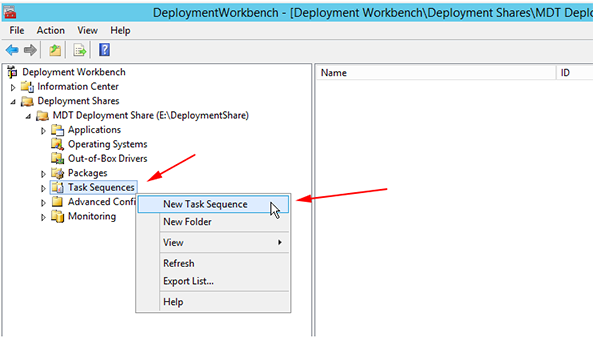 DeploymentWorkbench - [Deployment Workbench\Deployment Shares\MDT Deplo
File Action View Help
Deployment Workbench
Information Center
Deployment Shares
MDT Deployment Share (E:\DeploymentShare)
Applications
Operating Systems
Out-of-Box Drivers
Packages
Task Sequences
Advanced Confi
Monitoring
New Task Sequence
New Folder
View
Refresh
Export List...
Help
Name ID